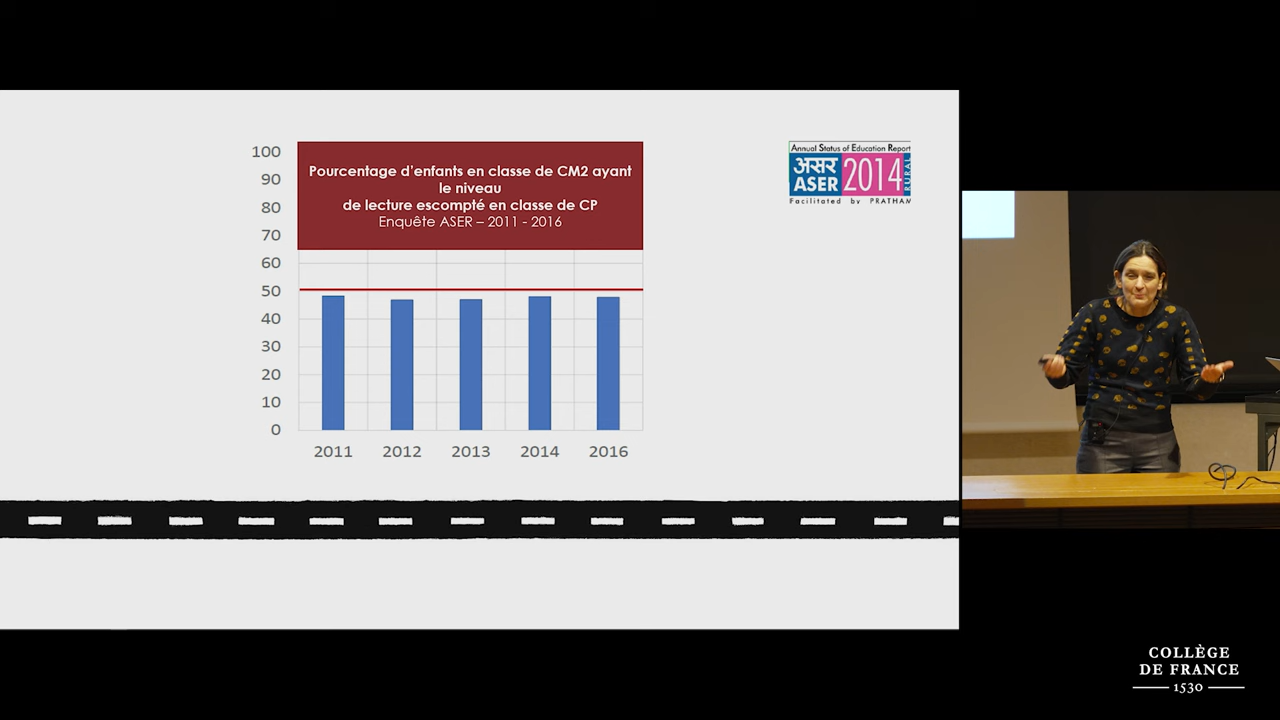 100
90
80
70
60
50
40
30
20
10
0
Pourcentage d'enfants en classe de CM2 ayant
le niveau
de lecture escompté en classe de CP
Enquête ASER – 2011 - 2016
2011
2012
2013
2014
2016
Annual Status of Education Report
असर
ASER
2014
RURAL
Facilitated by PRATHAM
COLLÈGE
DE FRANCE
1530